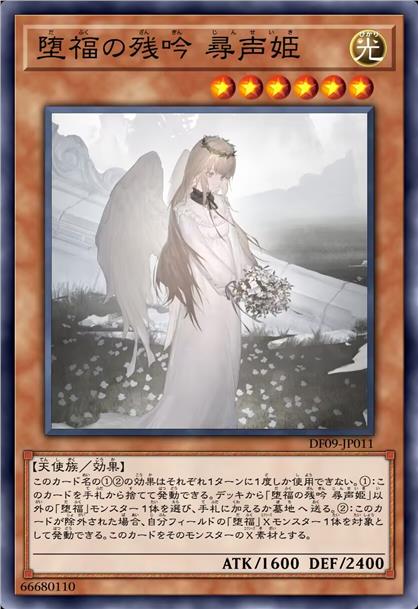 堕福の残吟 尋声姫
光
DF09-JP011
【天使族/効果】
このカード名の①②の効果はそれぞれ1ターンに1度しか使用できない。①:こ
のカードを手札から捨てて発動できる。デッキから「堕福の残吟 尋声姫」以
外の「堕福」モンスター1体を選び、手札に加えるか墓地へ送る。②:このカー
ドが除外された場合、自分フィールドの「堕福」Xモンスター1体を対象と
して発動できる。このカードをそのモンスターのX素材とする。
ATK/1600 DEF/2400
66680110